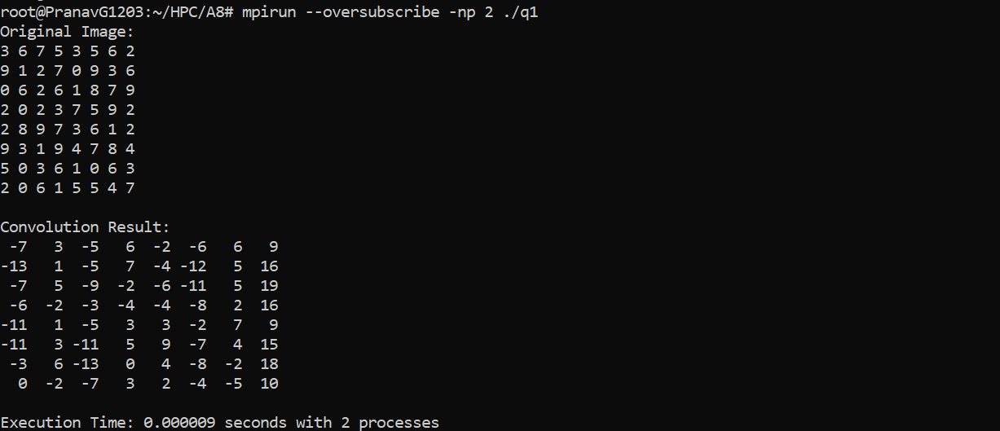 root@PranavG1203:~/HPC/A8# mpirun --oversubscribe -np 2 ./q1
Original Image:
3 6 7 5 3 5 6 2
9 1 2 7 0 9 3 6
0 6 2 6 1 8 7 9
2 0 2 3 7 5 9 2
2 8 9 7 3 6 1 2
9 3 1 9 4 7 8 4
5 0 3 6 1 0 6 3
2 0 6 1 5 5 4 7

Convolution Result:
 -7   3  -5   6  -2  -6   6   9
-13   1  -5   7  -4 -12   5  16
 -7   5  -9  -2  -6 -11   5  19
 -6  -2  -3  -4  -4  -8   2  16
-11   1  -5   3   3  -2   7   9
-11   3 -11   5   9  -7   4  15
 -3   6 -13   0   4  -8  -2  18
  0  -2  -7   3   2  -4  -5  10

Execution Time: 0.000009 seconds with 2 processes